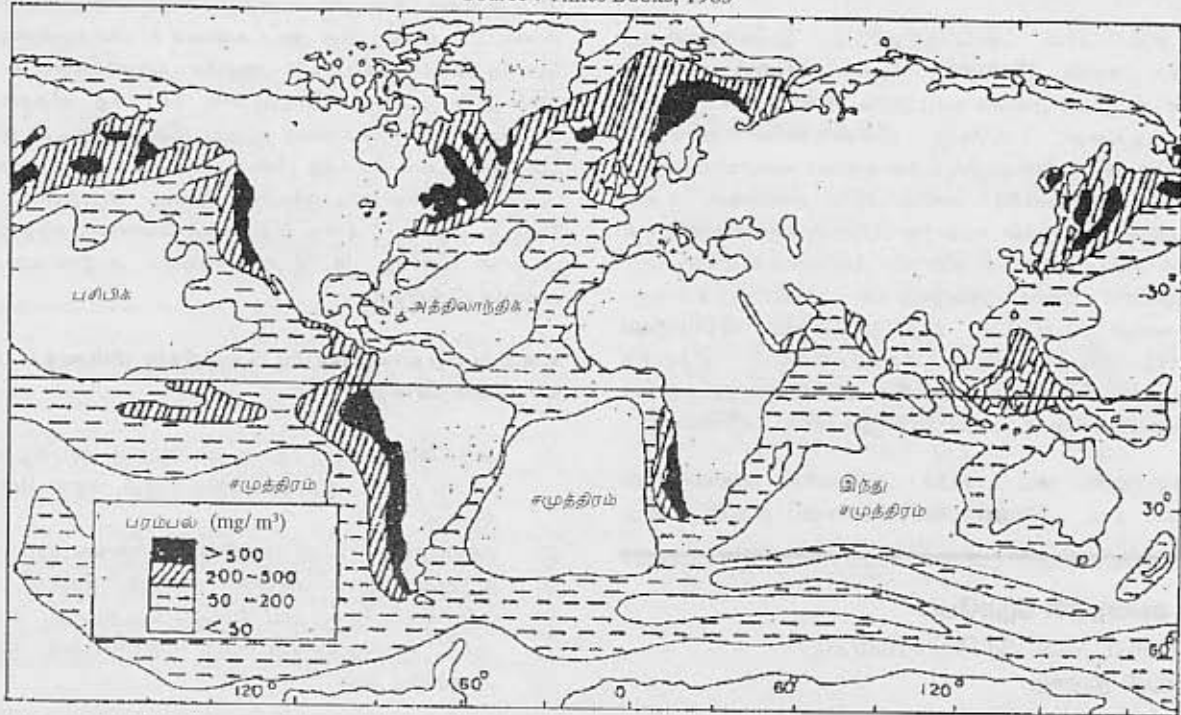 பசிபிக்
அத்திலாந்திக்
30°
சமுத்திரம்
சமுத்திரம்
இந்து
சமுத்திரம்
30°
பரம்பல் (mg/m³)
>500
200-500
50-200
<50
60°
120°
60°
0
60°
120°